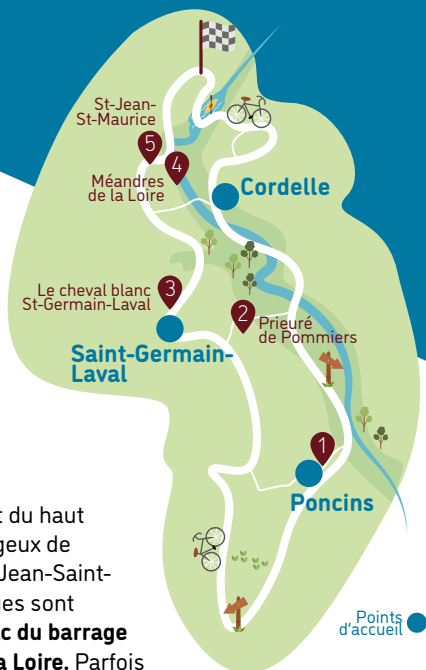 St-Jean-
St-Maurice
5
4
Méandres
de la Loire
Cordelle
Le cheval blanc
St-Germain-Laval
3
2
Prieuré
de Pommiers
Saint-Germain-
Laval
1
Poncins
t du haut
geux de
Jean-Saint-
ues sont
c du barrage
a Loire. Parfois
Points
d'accueil